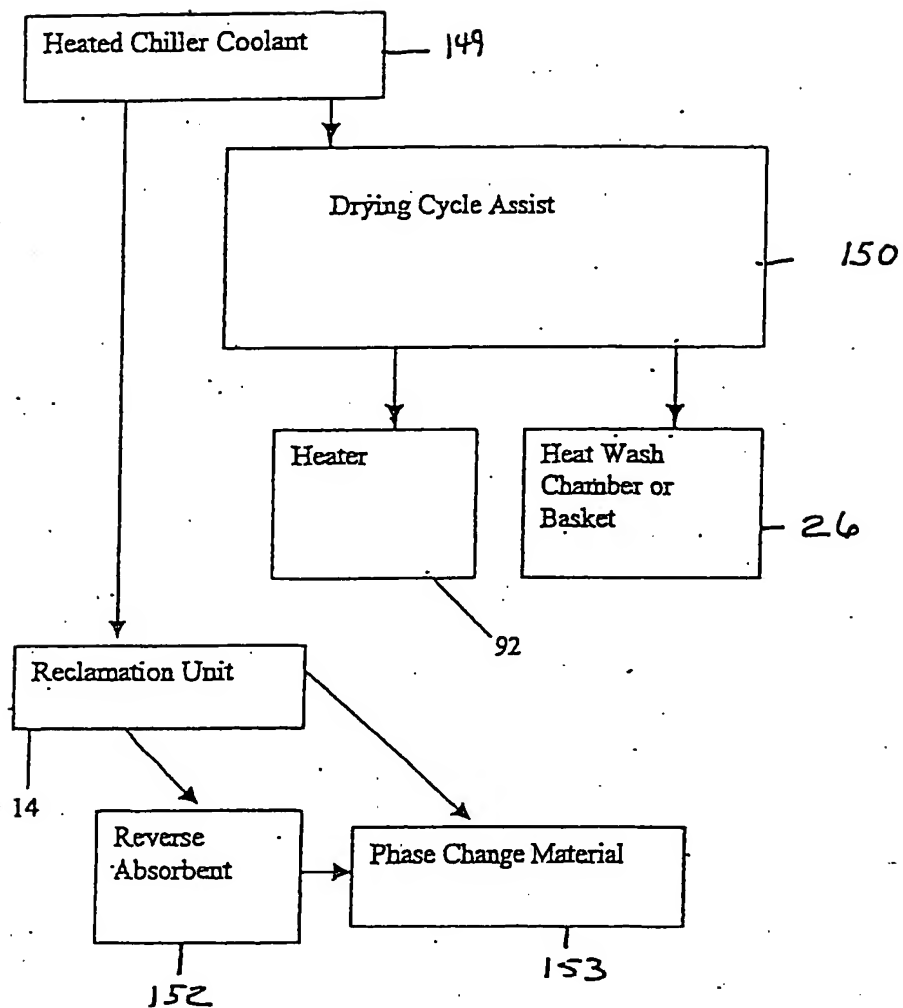 Heated Chiller Coolant
149
Drying Cycle Assist
150
Heater
Heat Wash
Chamber or
Basket
26
92
Reclamation Unit
14
Reverse
Absorbent
Phase Change Material
152
153